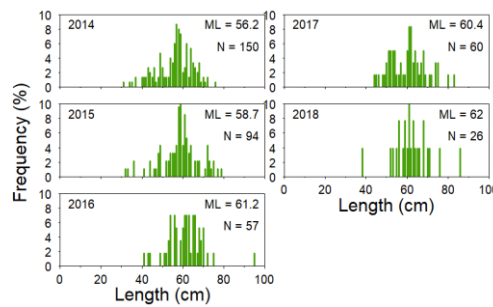 Frequency (%)
10 8 6 4 2 0
2014
ML = 56.2
N = 150
10 8 6 4 2 0
2015
ML = 58.7
N = 94
10 8 6 4 2 0
2016
ML = 61.2
N = 57
0 20 40 60 80 100
Length (cm)
10 8 6 4 2 0
2017
ML = 60.4
N = 60
10 8 6 4 2 0
2018
ML = 62
N = 26
0 20 40 60 80 100
Length (cm)